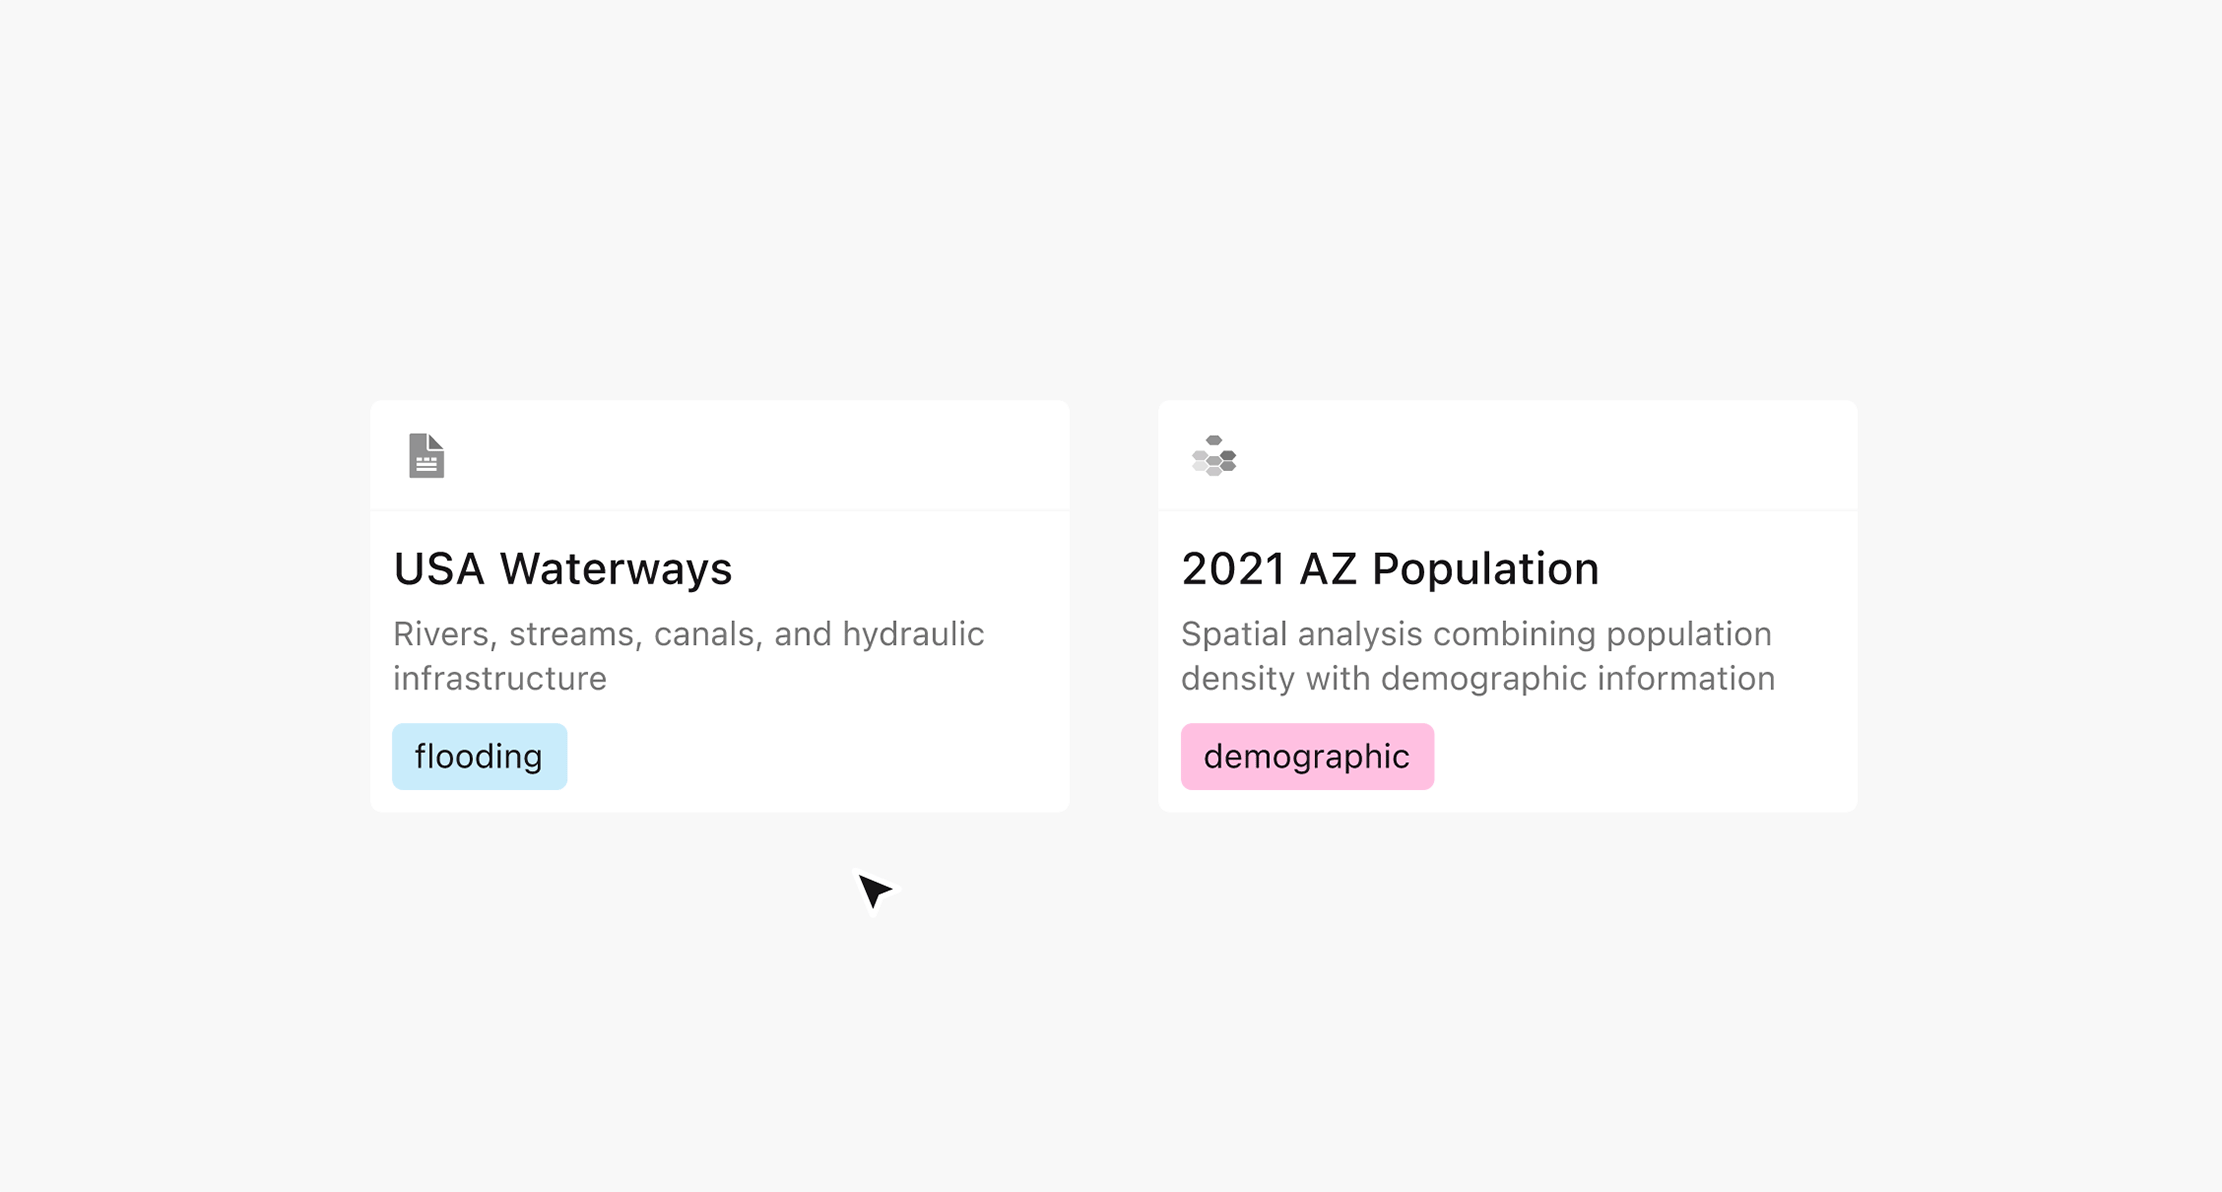 USA Waterways
Rivers, streams, canals, and hydraulic
infrastructure
flooding
2021 AZ Population
Spatial analysis combining population
density with demographic information
demographic